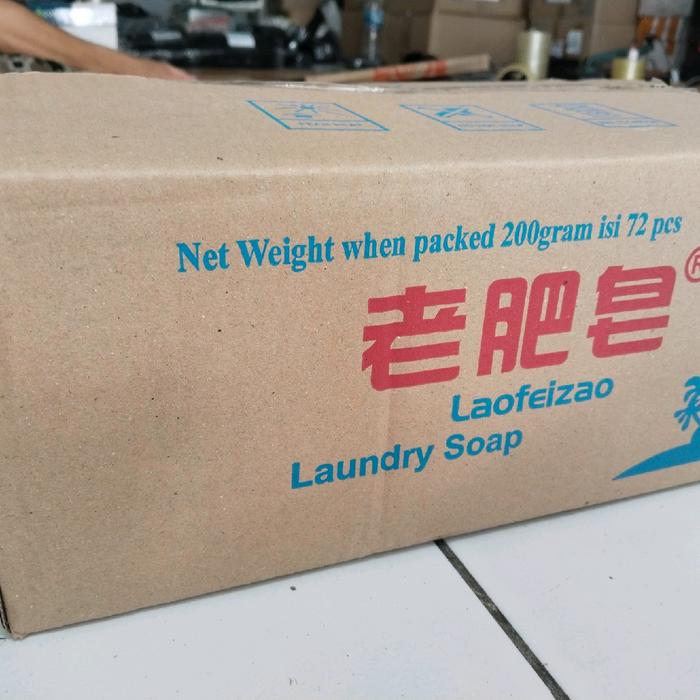 Net Weight when packed 200gram isi 72 pcs
老肥皂®
Laofeizao
Laundry Soap